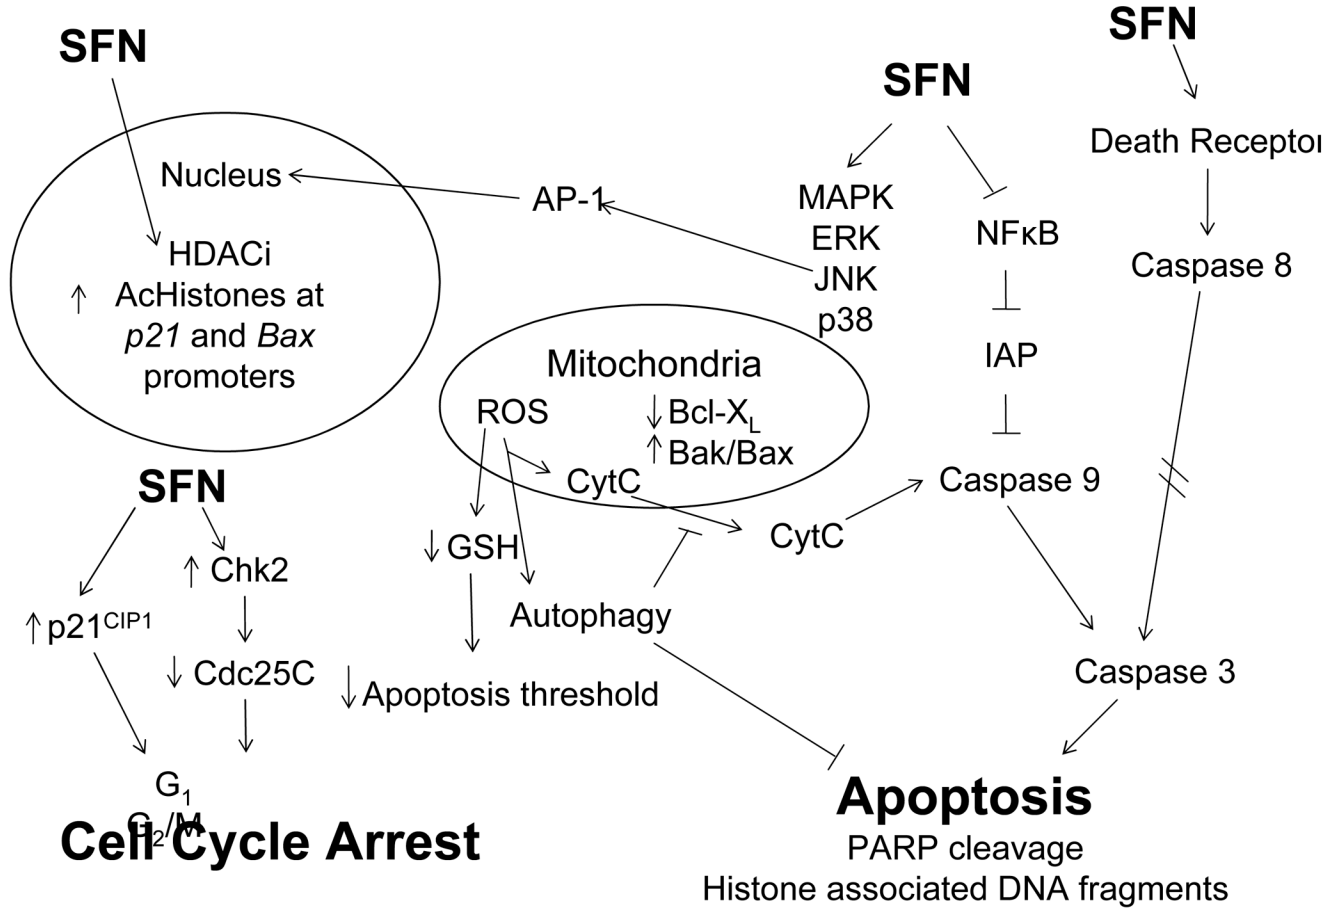 SFN
SFN
SFN
Death Receptor
Nucleus
AP-1
MAPK
ERK
JNK
p38
NFκB
Caspase 8
HDACi
↑ AcHistones at
p21 and Bax
promoters
IAP
Mitochondria
ROS
↓ Bcl-XL
↑ Bak/Bax
CytC
Caspase 9
SFN
CytC
↓ GSH
↑ Chk2
Autophagy
↑ p21CIP1
↓ Cdc25C
↓ Apoptosis threshold
Caspase 3
G1
G2/M
Cell Cycle Arrest
Apoptosis
PARP cleavage
Histone associated DNA fragments